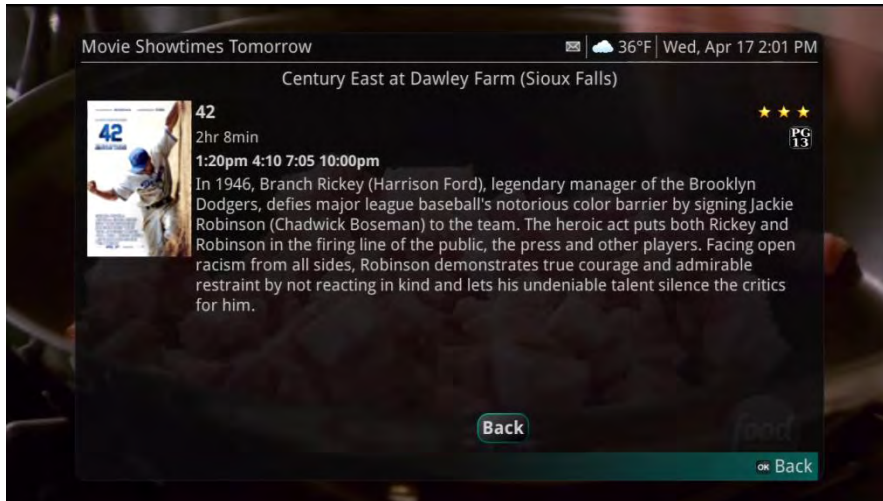 Movie Showtimes Tomorrow
36°F
Wed, Apr 17 2:01 PM
Century East at Dawley Farm (Sioux Falls)
42
42
2hr 8min
PG
13
1:20pm 4:10 7:05 10:00pm
In 1946, Branch Rickey (Harrison Ford), legendary manager of the Brooklyn
Dodgers, defies major league baseball's notorious color barrier by signing Jackie
Robinson (Chadwick Boseman) to the team. The heroic act puts both Rickey and
Robinson in the firing line of the public, the press and other players. Facing open
racism from all sides, Robinson demonstrates true courage and admirable
restraint by not reacting in kind and lets his undeniable talent silence the critics
for him.
Back
food
OK Back